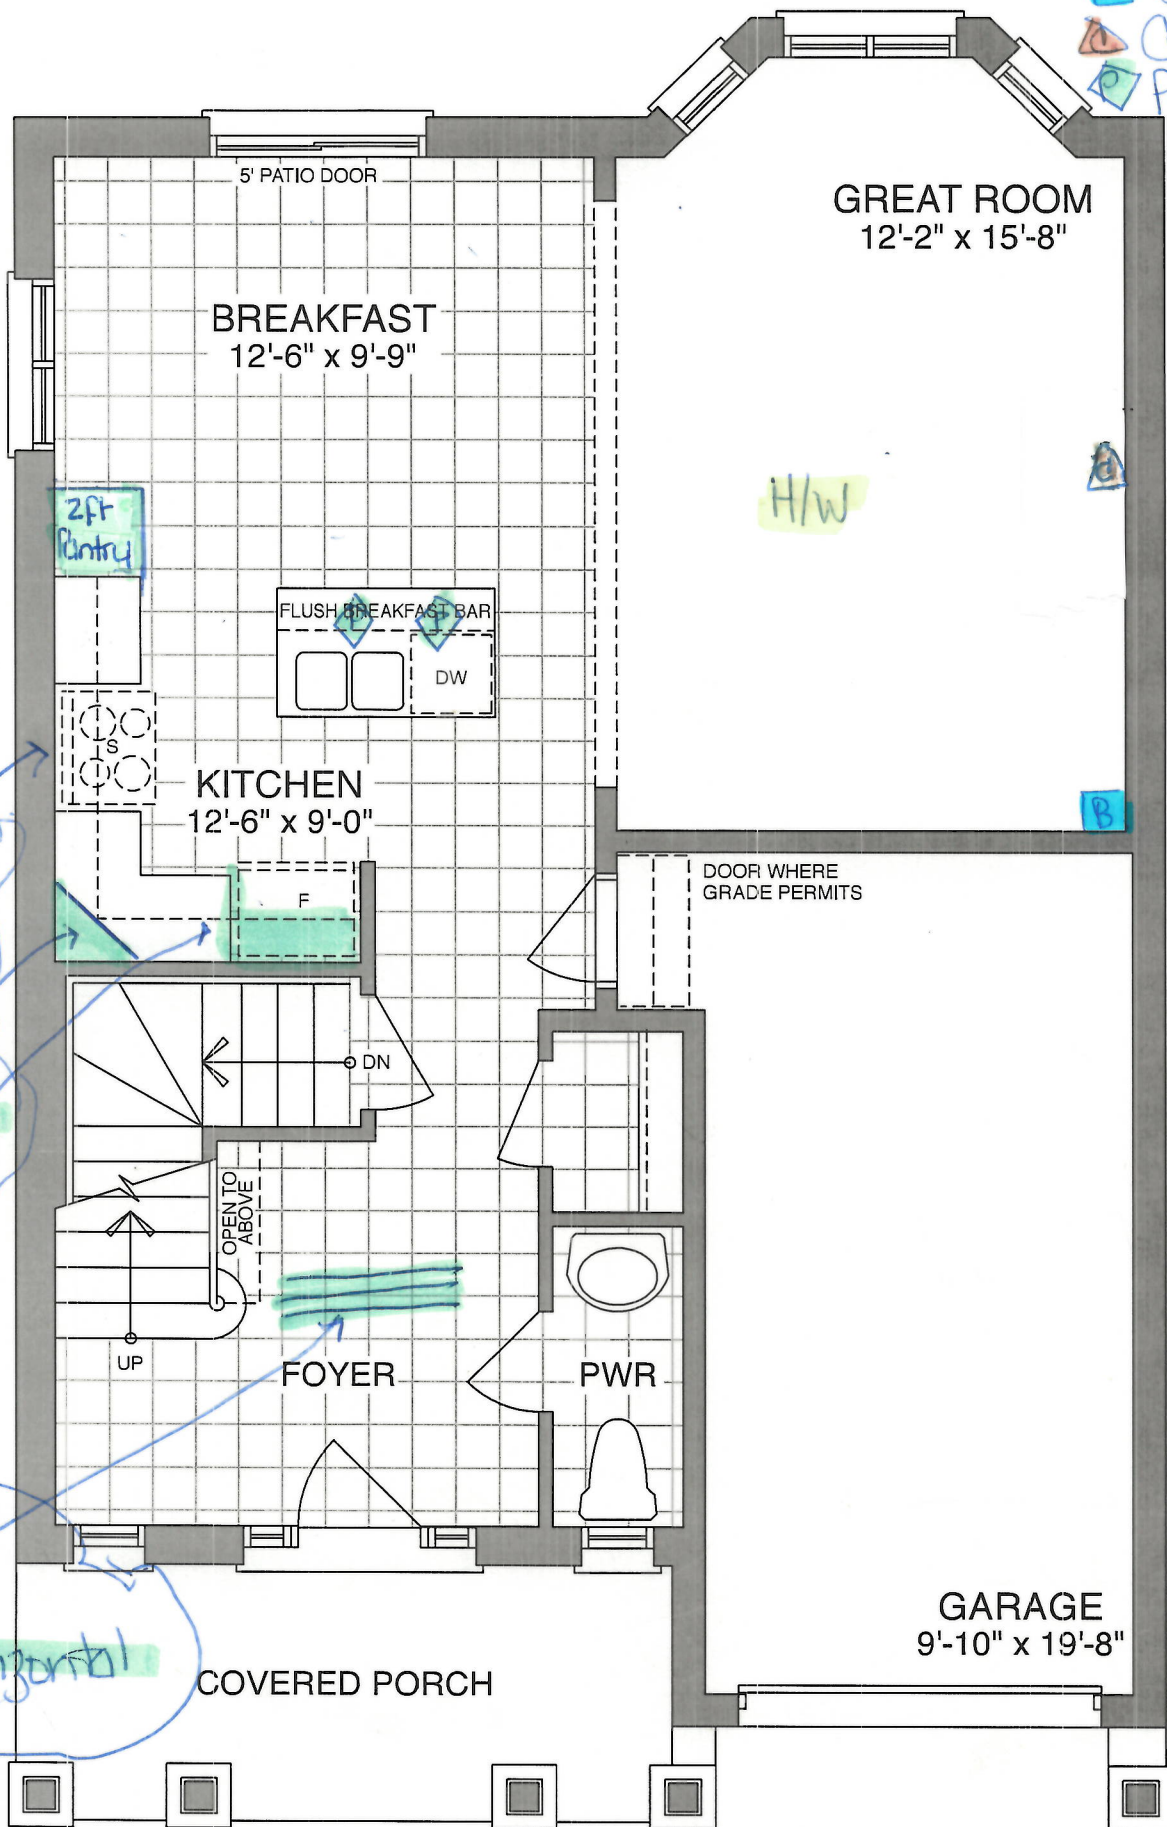 5' PATIO DOOR
GREAT ROOM
12'-2" x 15'-8"
BREAKFAST
12'-6" x 9'-9"
H/W
2ft
Pantry
FLUSH BREAKFAST BAR
P
P
DW
S
KITCHEN
12'-6" x 9'-0"
d
B
F
DOOR WHERE
GRADE PERMITS
DN
OPEN TO
ABOVE
UP
FOYER
PWR
GARAGE
9'-10" x 19'-8"
COVERED PORCH